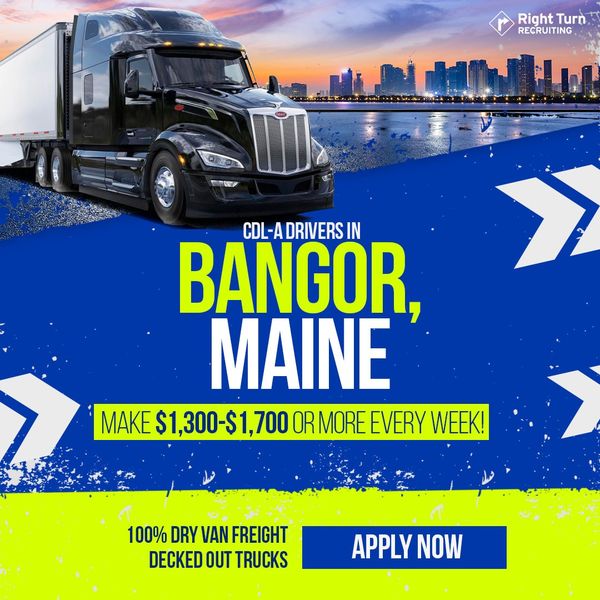 Right Turn
RECRUITING
CDL-A DRIVERS IN
BANGOR,
MAINE
MAKE $1,300-$1,700 OR MORE EVERY WEEK!
100% DRY VAN FREIGHT
DECKED OUT TRUCKS
APPLY NOW